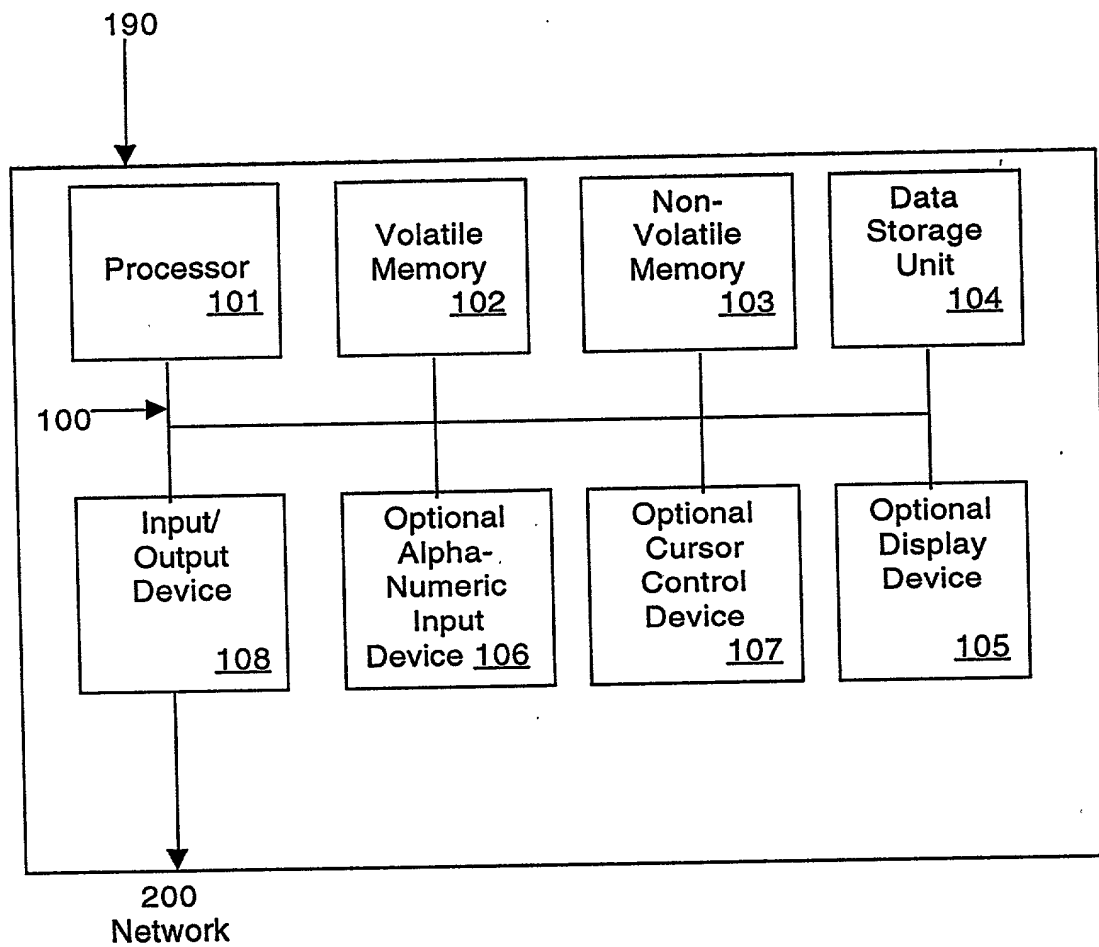 190
Processor
101
Volatile
Memory
102
Non-
Volatile
Memory
103
Data
Storage
Unit
104
100
Input/
Output
Device
108
Optional
Alpha-
Numeric
Input
Device 106
Optional
Cursor
Control
Device
107
Optional
Display
Device
105
200
Network